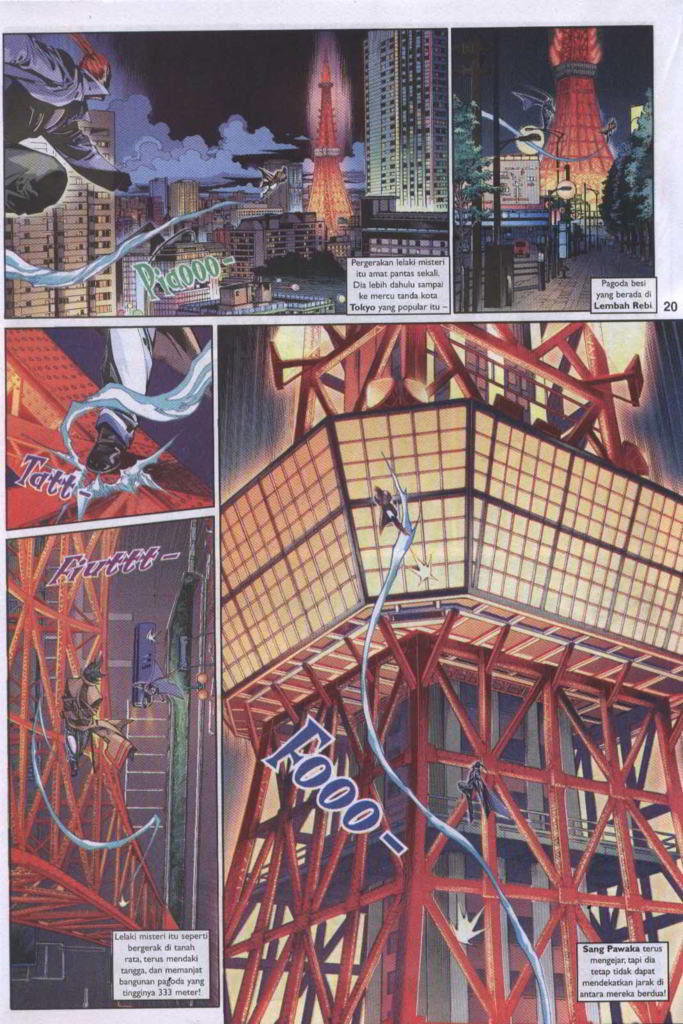 Pidooo-
Pergerakan lelaki misteri
itu amat pantas sekali.
Dia lebih dahulu sampai
ke mercu tanda kota
Tokyo yang popular itu –
Pagoda besi
yang berada di
Lembah Rebi.
20
Tattt-
Fiuttt-
Fooo-
Lelaki misteri itu seperti
bergerak di tanah
rata, terus mendaki
tangga, dan memanjat
bangunan pagoda yang
tingginya 333 meter!
Sang Pawaka terus
mengejar, tapi dia
tetap tidak dapat
mendekatkan jarak di
antara mereka berdua!